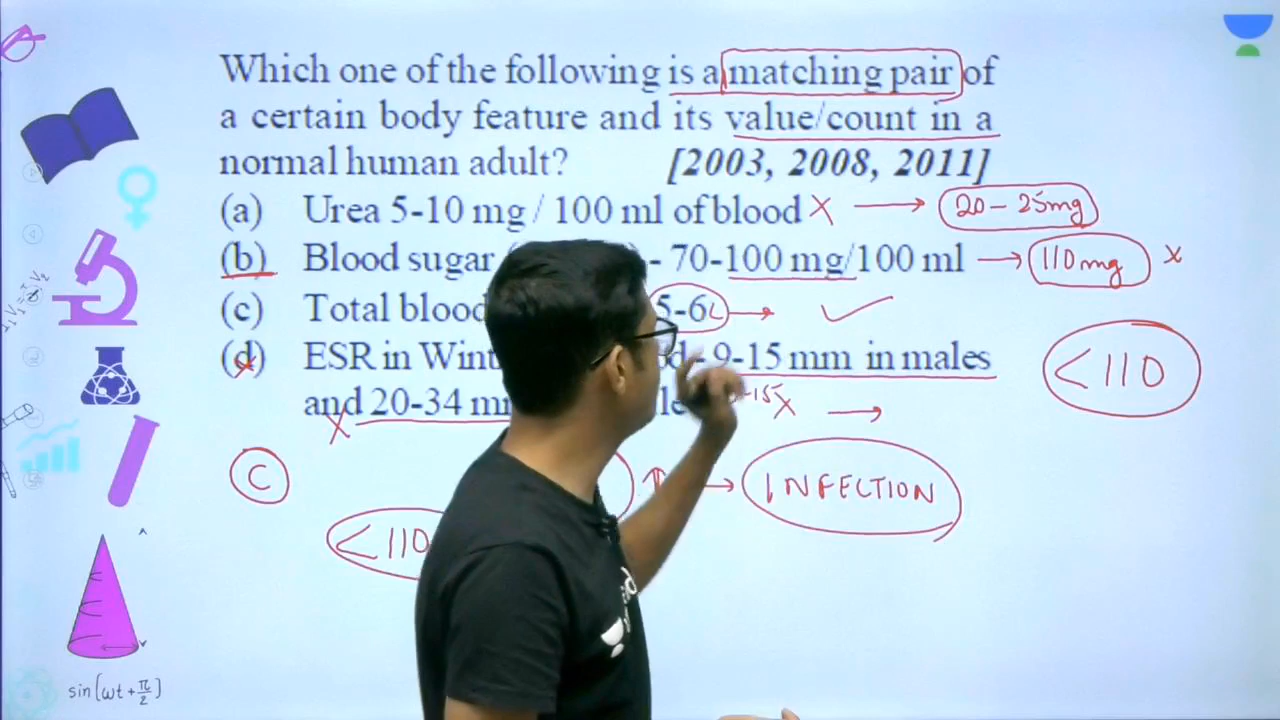 Which one of the following is a matching pair of
a certain body feature and its value/count in a
normal human adult? [2003, 2008, 2011]
(a) Urea 5-10 mg / 100 ml of blood X → 20 - 25mg
(b) Blood sugar - 70-100 mg/100 ml → 110 mg x
(c) Total blood 5-6L → ✓
(d) ESR in - 9-15 mm in males
<110
and 20-34 -15 X →
C
↑ → INFECTION
<110
sin(ωt + π/2)